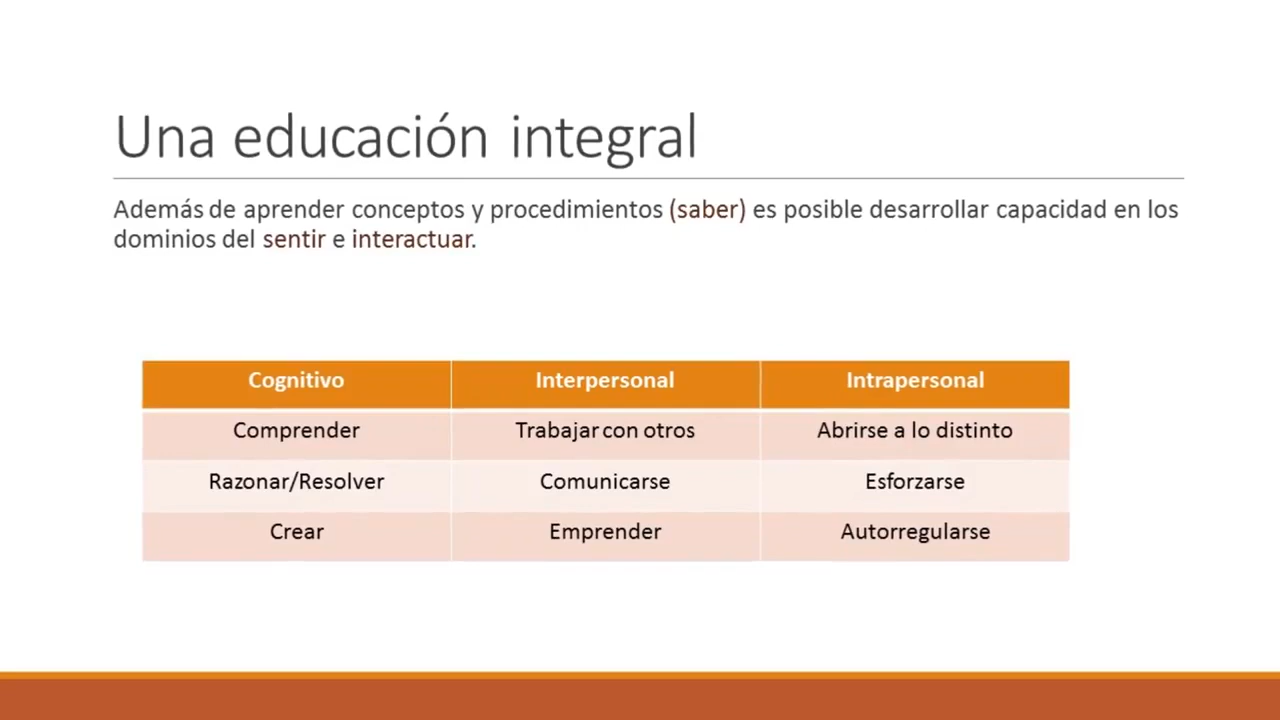 Una educación integral
Además de aprender conceptos y procedimientos (saber) es posible desarrollar capacidad en los
dominios del sentir e interactuar.
Cognitivo Interpersonal Intrapersonal
Comprender Trabajar con otros Abrirse a lo distinto
Razonar/Resolver Comunicarse Esforzarse
Crear Emprender Autorregularse